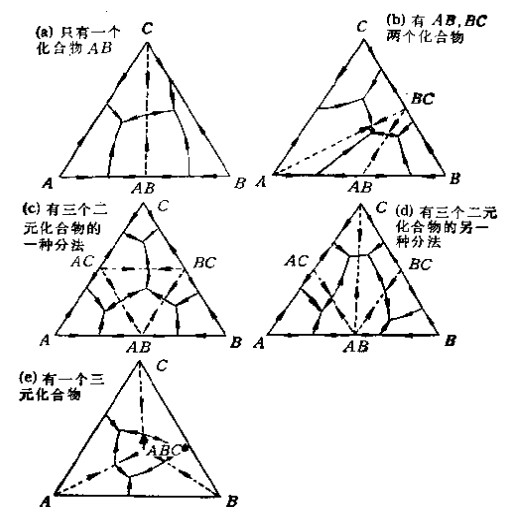 (a) 只有一个
化合物 AB
C
A
AB
B
(b) 有 AB, BC
两个化合物
C
BC
A
AB
B
(c) 有三个二
元化合物的
一种分法
C
AC
BC
A
AB
B
(d) 有三个二元
化合物的另一
种分法
C
AC
BC
A
AB
B
(e) 有一个三
元化合物
C
ABC
A
B